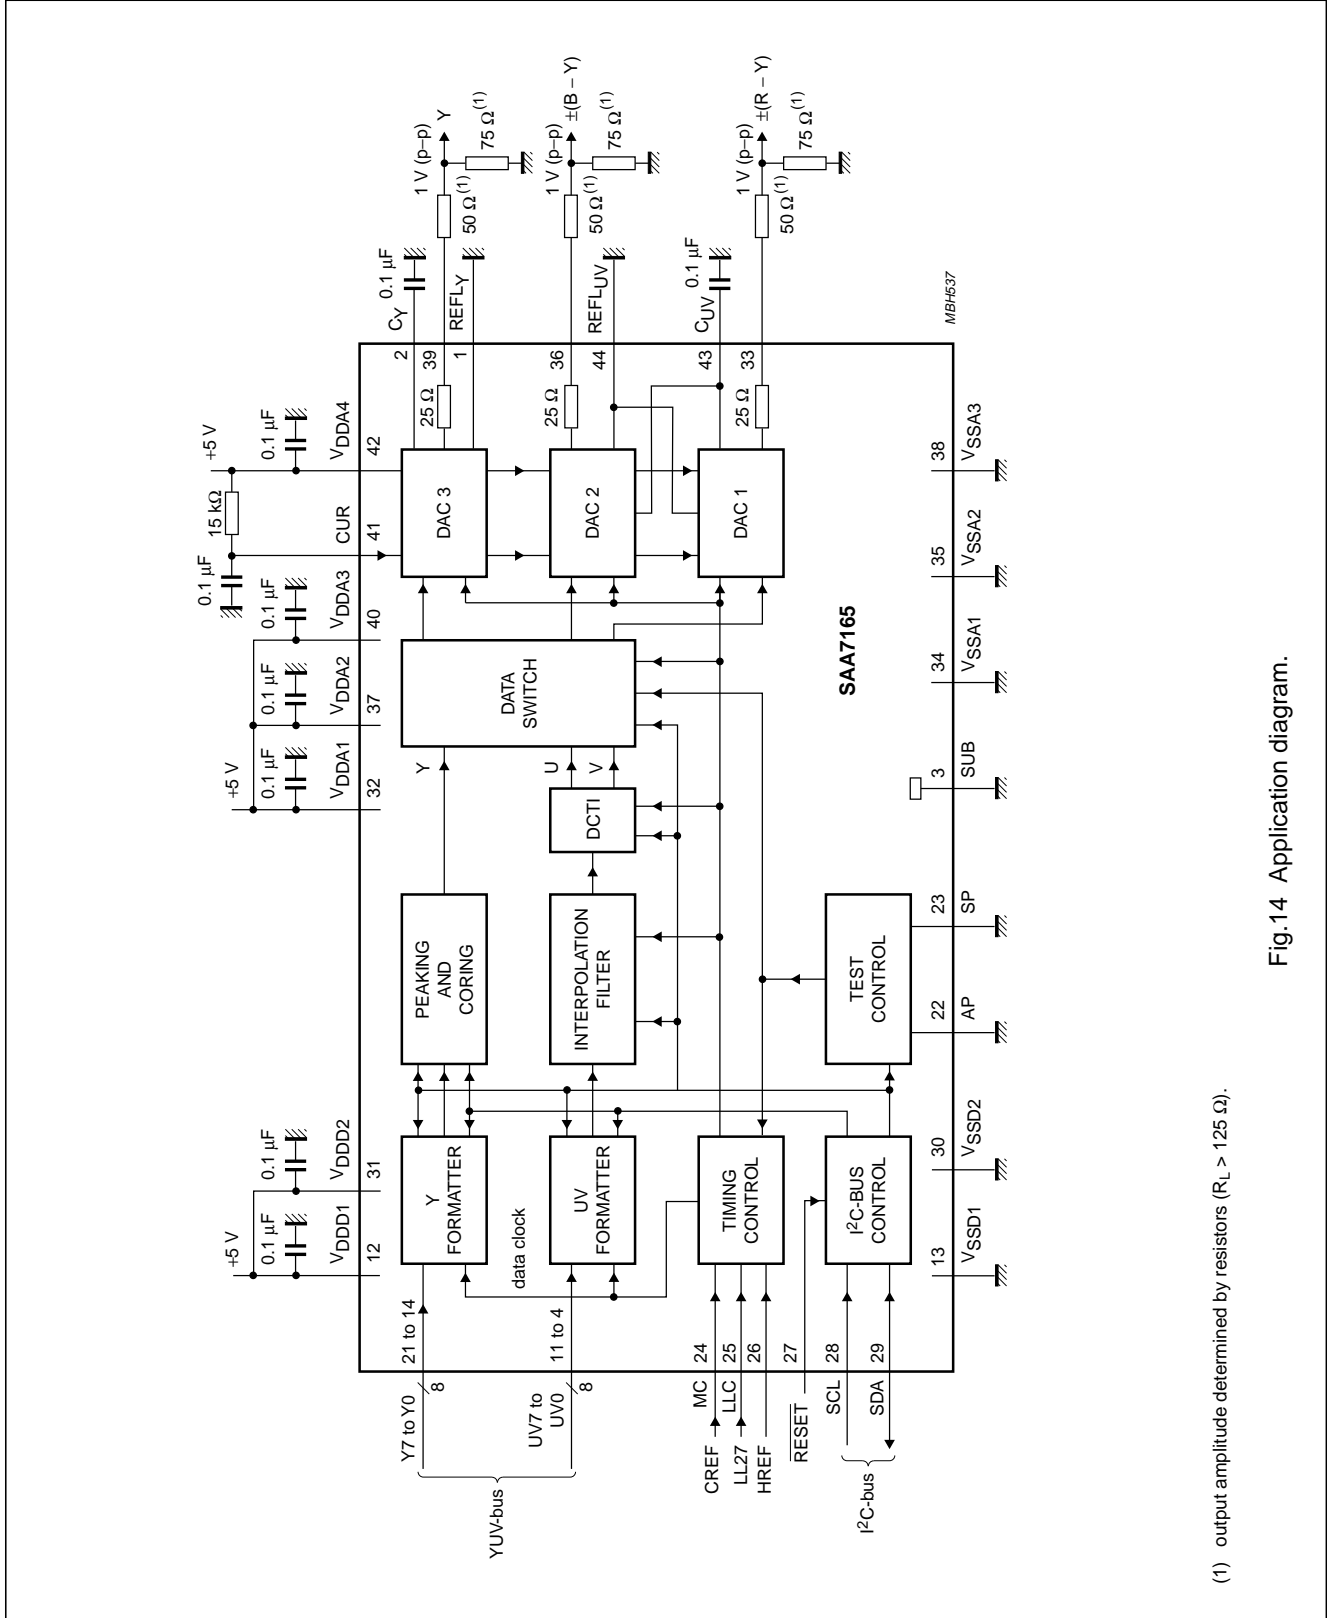 +5 V
0.1 µF
0.1 µF
VDDD1
VDDD2
12
31
+5 V
0.1 µF
0.1 µF
0.1 µF
VDDA1
VDDA2
VDDA3
32
37
40
0.1 µF
15 kΩ
+5 V
0.1 µF
CUR
VDDA4
41
42
YUV-bus
Y7 to Y0
8
21 to 14
UV7 to
UV0
8
11 to 4
Y
FORMATTER
data clock
UV
FORMATTER
PEAKING
AND
CORING
INTERPOLATION
FILTER
DCTI
Y
U
V
DATA
SWITCH
DAC 3
DAC 2
DAC 1
25 Ω
25 Ω
25 Ω
2
39
1
36
44
43
33
CY
0.1 µF
REFLY
50 Ω(1)
1 V (p−p)
Y
75 Ω(1)
50 Ω(1)
1 V (p−p)
±(B − Y)
75 Ω(1)
REFLUV
CUV
0.1 µF
50 Ω(1)
1 V (p−p)
±(R − Y)
75 Ω(1)
CREF
LL27
HREF
MC
LLC
24
25
26
TIMING
CONTROL
RESET
27
I2C-bus
SCL
SDA
28
29
I2C-BUS
CONTROL
TEST
CONTROL
SAA7165
13
VSSD1
30
VSSD2
22
AP
23
SP
3
SUB
34
VSSA1
35
VSSA2
38
VSSA3
MBH537
(1) output amplitude determined by resistors (RL > 125 Ω).
Fig.14 Application diagram.